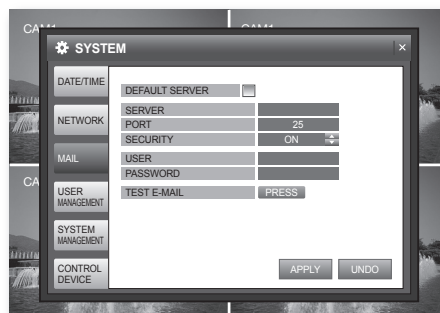 CAM1
CAM1
SYSTEM
×
DATE/TIME
NETWORK
MAIL
USER
MANAGEMENT
SYSTEM
MANAGEMENT
CONTROL
DEVICE
DEFAULT SERVER
SERVER
PORT 25
SECURITY ON
USER
PASSWORD
TEST E-MAIL PRESS
APPLY UNDO
CA